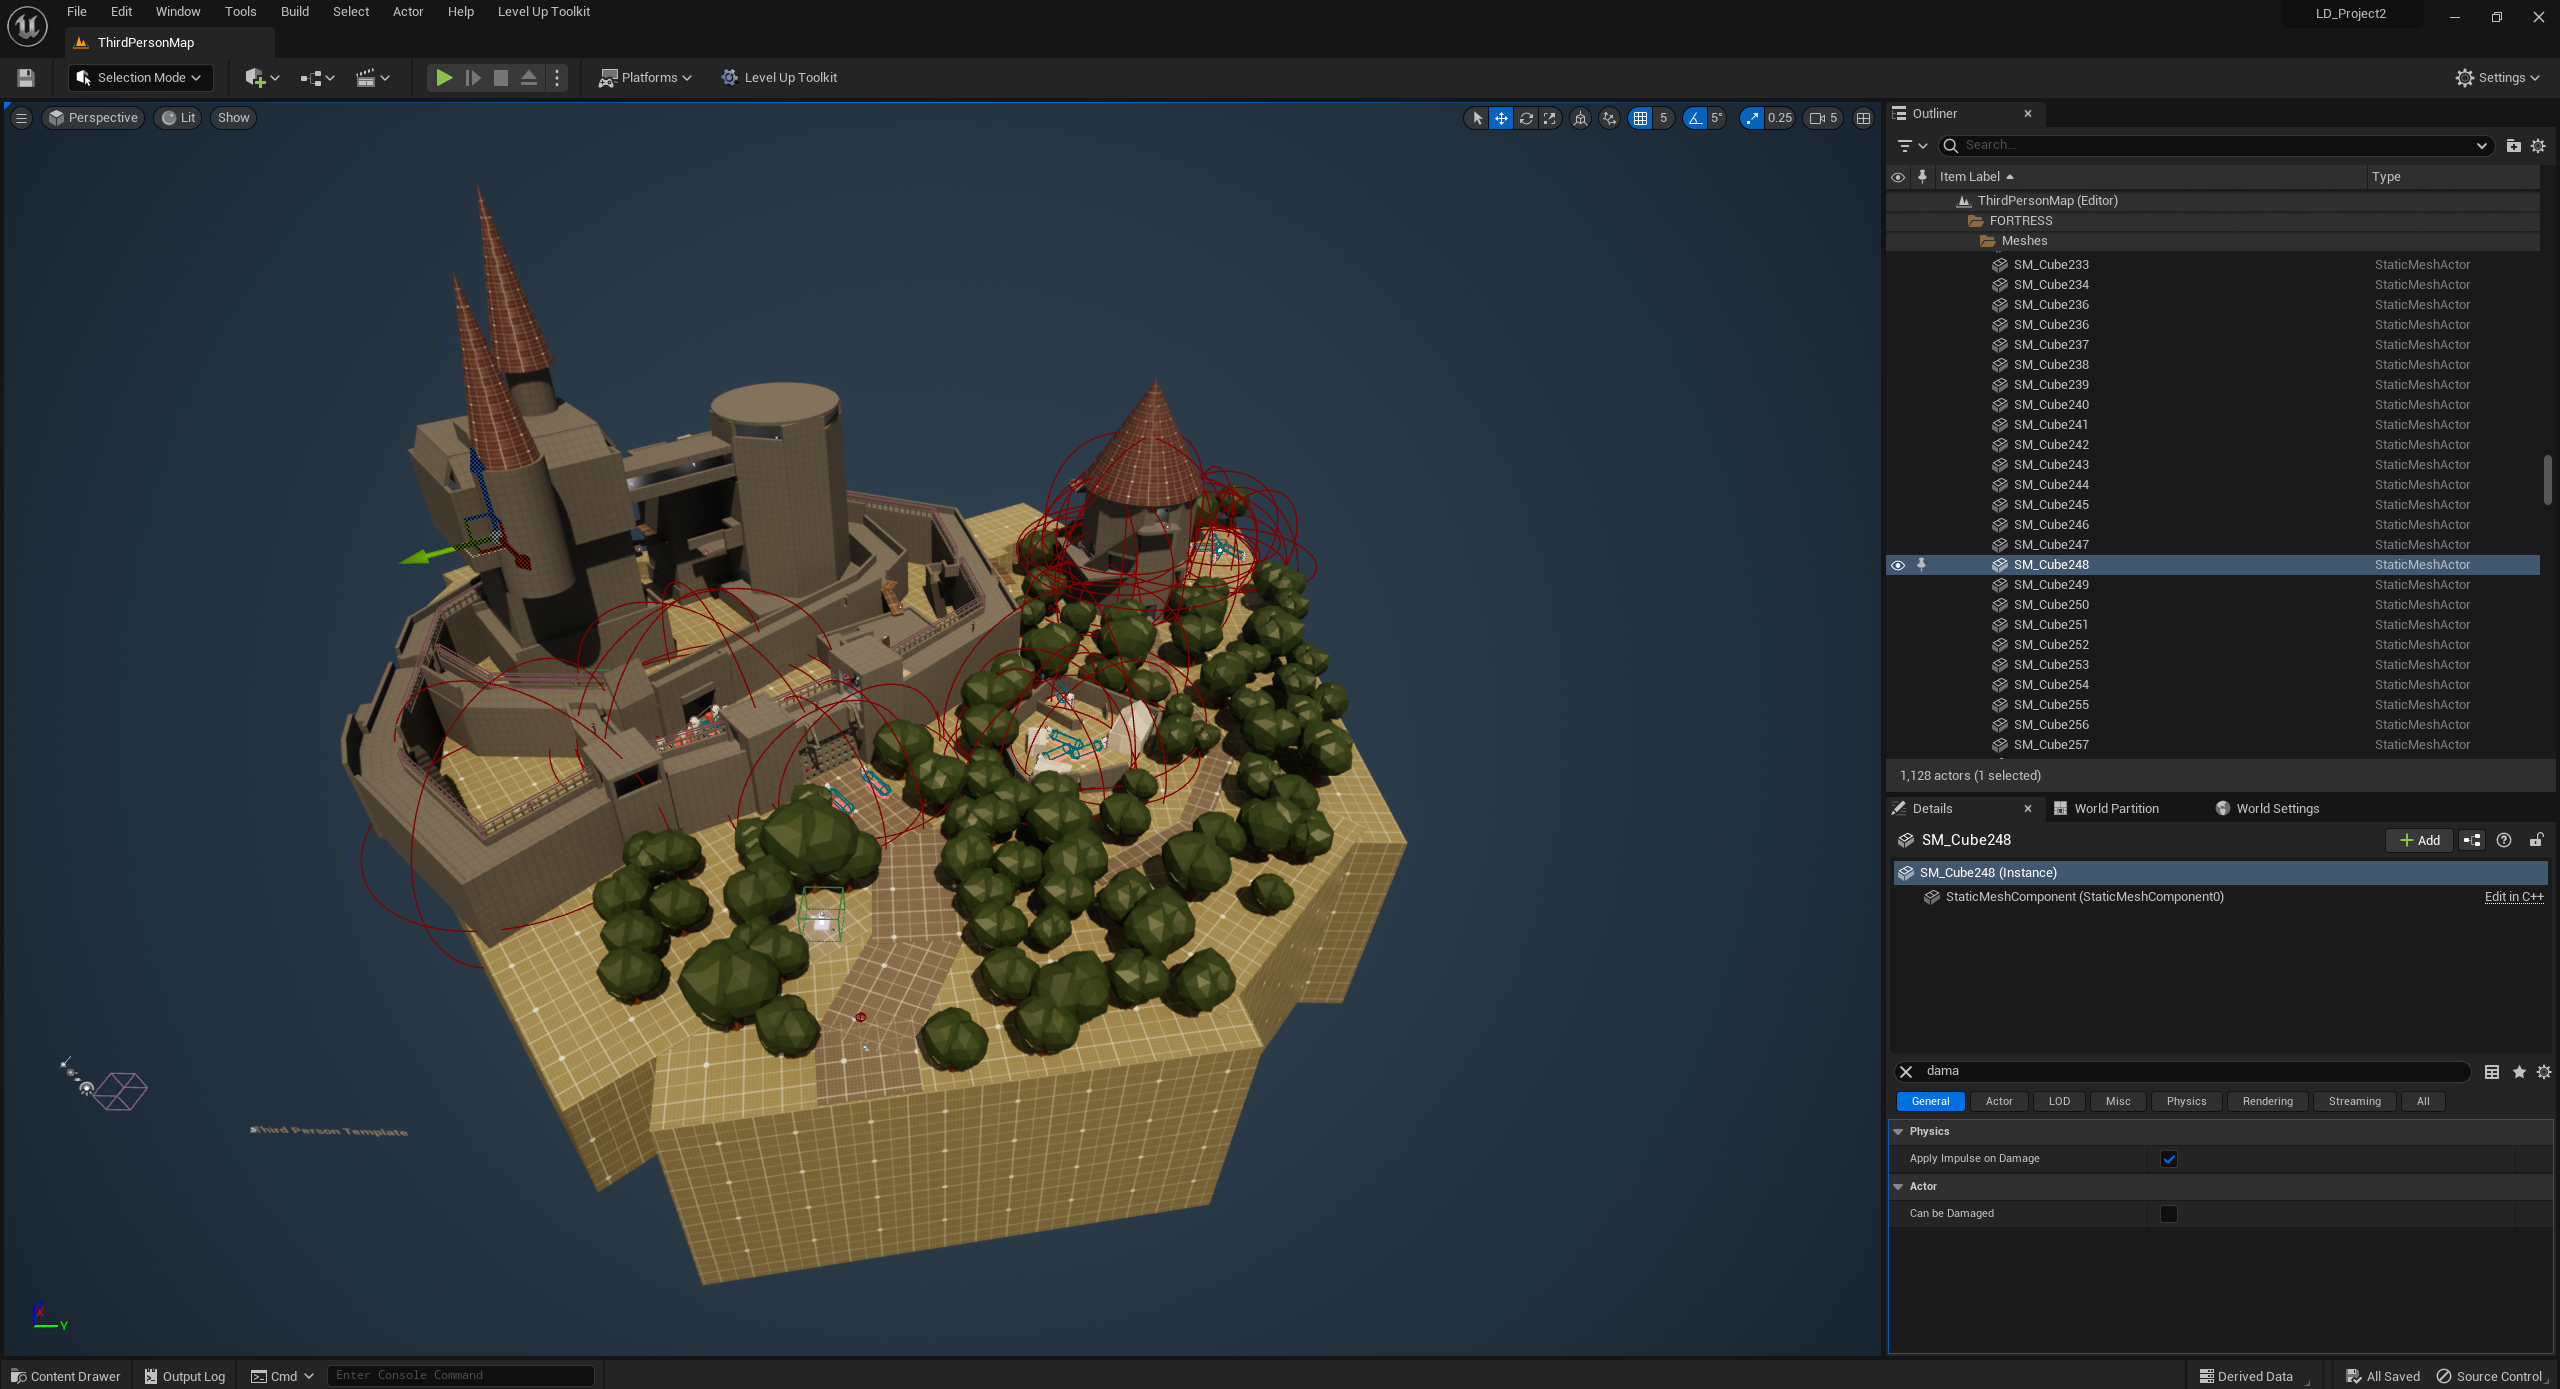 File Edit Window Tools Build Select Actor Help Level Up Toolkit
LD_Project2
ThirdPersonMap
Selection Mode
Platforms
Level Up Toolkit
Settings
Perspective
Lit
Show
5
5°
0.25
5
Outliner
Search...
Item Label
Type
ThirdPersonMap (Editor)
FORTRESS
Meshes
SM_Cube233 StaticMeshActor
SM_Cube234 StaticMeshActor
SM_Cube236 StaticMeshActor
SM_Cube236 StaticMeshActor
SM_Cube237 StaticMeshActor
SM_Cube238 StaticMeshActor
SM_Cube239 StaticMeshActor
SM_Cube240 StaticMeshActor
SM_Cube241 StaticMeshActor
SM_Cube242 StaticMeshActor
SM_Cube243 StaticMeshActor
SM_Cube244 StaticMeshActor
SM_Cube245 StaticMeshActor
SM_Cube246 StaticMeshActor
SM_Cube247 StaticMeshActor
SM_Cube248 StaticMeshActor
SM_Cube249 StaticMeshActor
SM_Cube250 StaticMeshActor
SM_Cube251 StaticMeshActor
SM_Cube252 StaticMeshActor
SM_Cube253 StaticMeshActor
SM_Cube254 StaticMeshActor
SM_Cube255 StaticMeshActor
SM_Cube256 StaticMeshActor
SM_Cube257 StaticMeshActor
1,128 actors (1 selected)
Details
World Partition
World Settings
SM_Cube248
Add
SM_Cube248 (Instance)
StaticMeshComponent (StaticMeshComponent0)
Edit in C++
dama
General Actor LOD Misc Physics Rendering Streaming All
Physics
Apply Impulse on Damage
Actor
Can be Damaged
Third Person Template
X
Y
Content Drawer
Output Log
Cmd
Enter Console Command
Derived Data
All Saved
Source Control